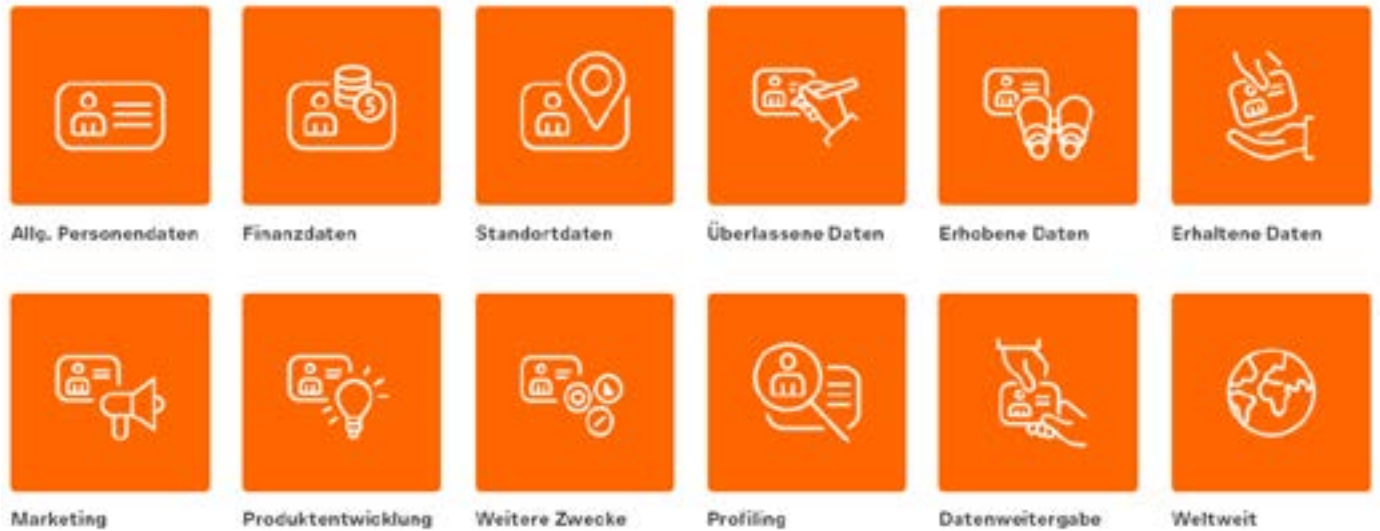 Allg. Personendaten
Finanzdaten
Standortdaten
Überlassene Daten
Erhobene Daten
Erhaltene Daten
Marketing
Produktentwicklung
Weitere Zwecke
Profiling
Datenweitergabe
Weltweit